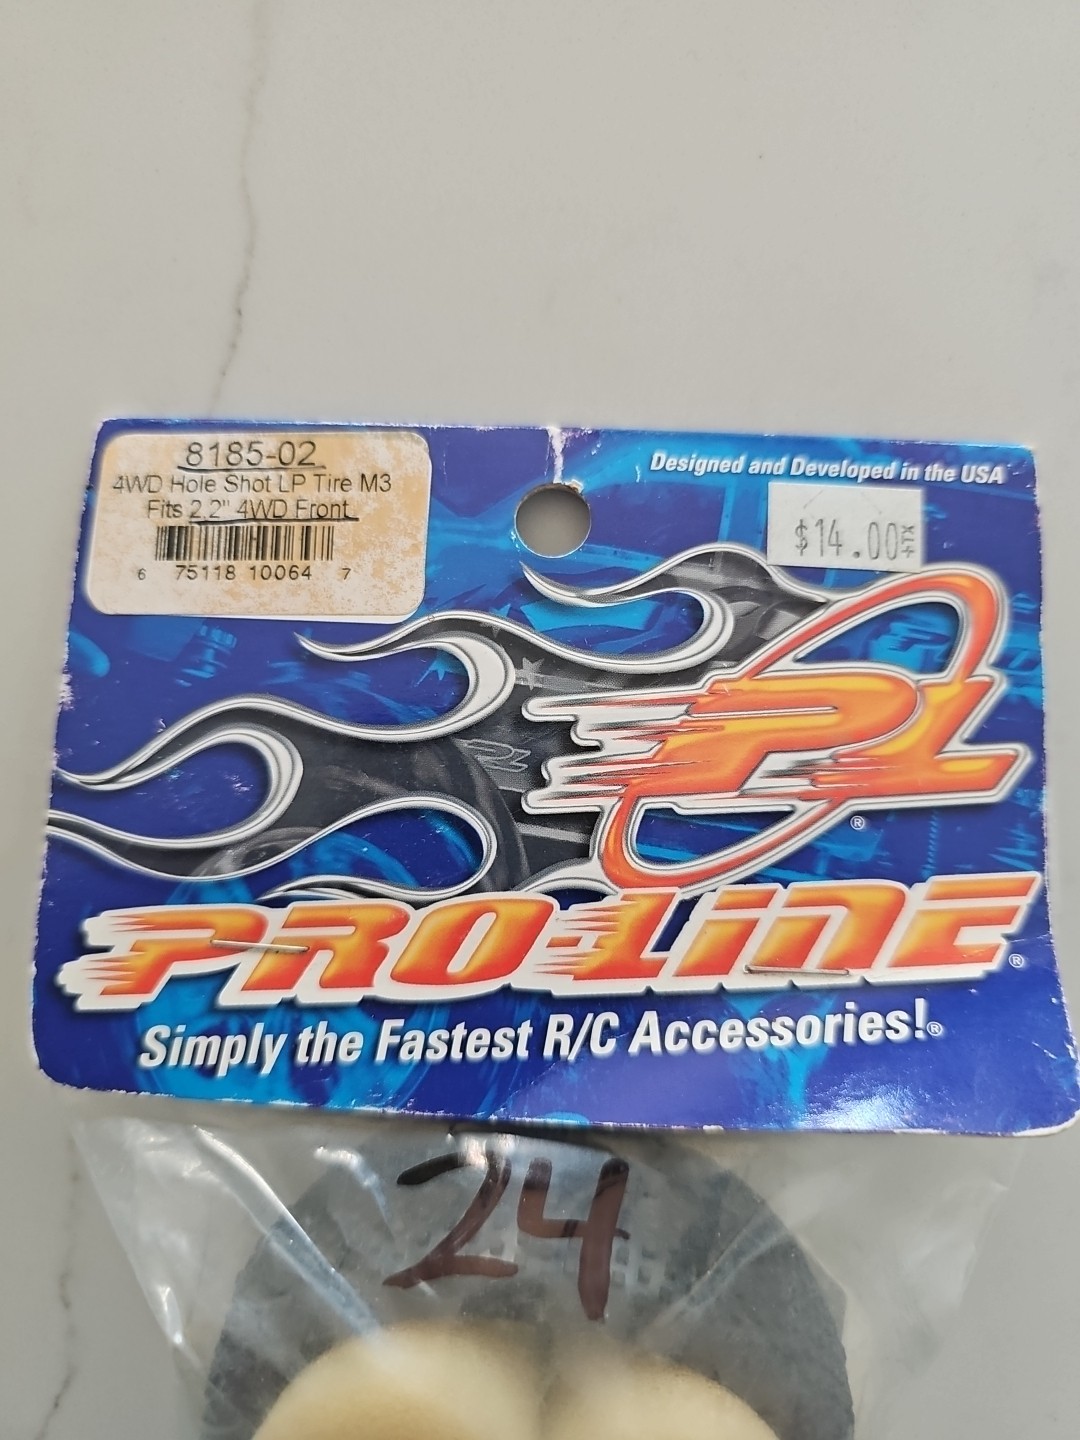 8185-02
4WD Hole Shot LP Tire M3
Fits 2.2" 4WD Front
6 75118 10064 7
Designed and Developed in the USA
$14.00+TX
PL
®
PRO-LINE®
Simply the Fastest R/C Accessories!®
24